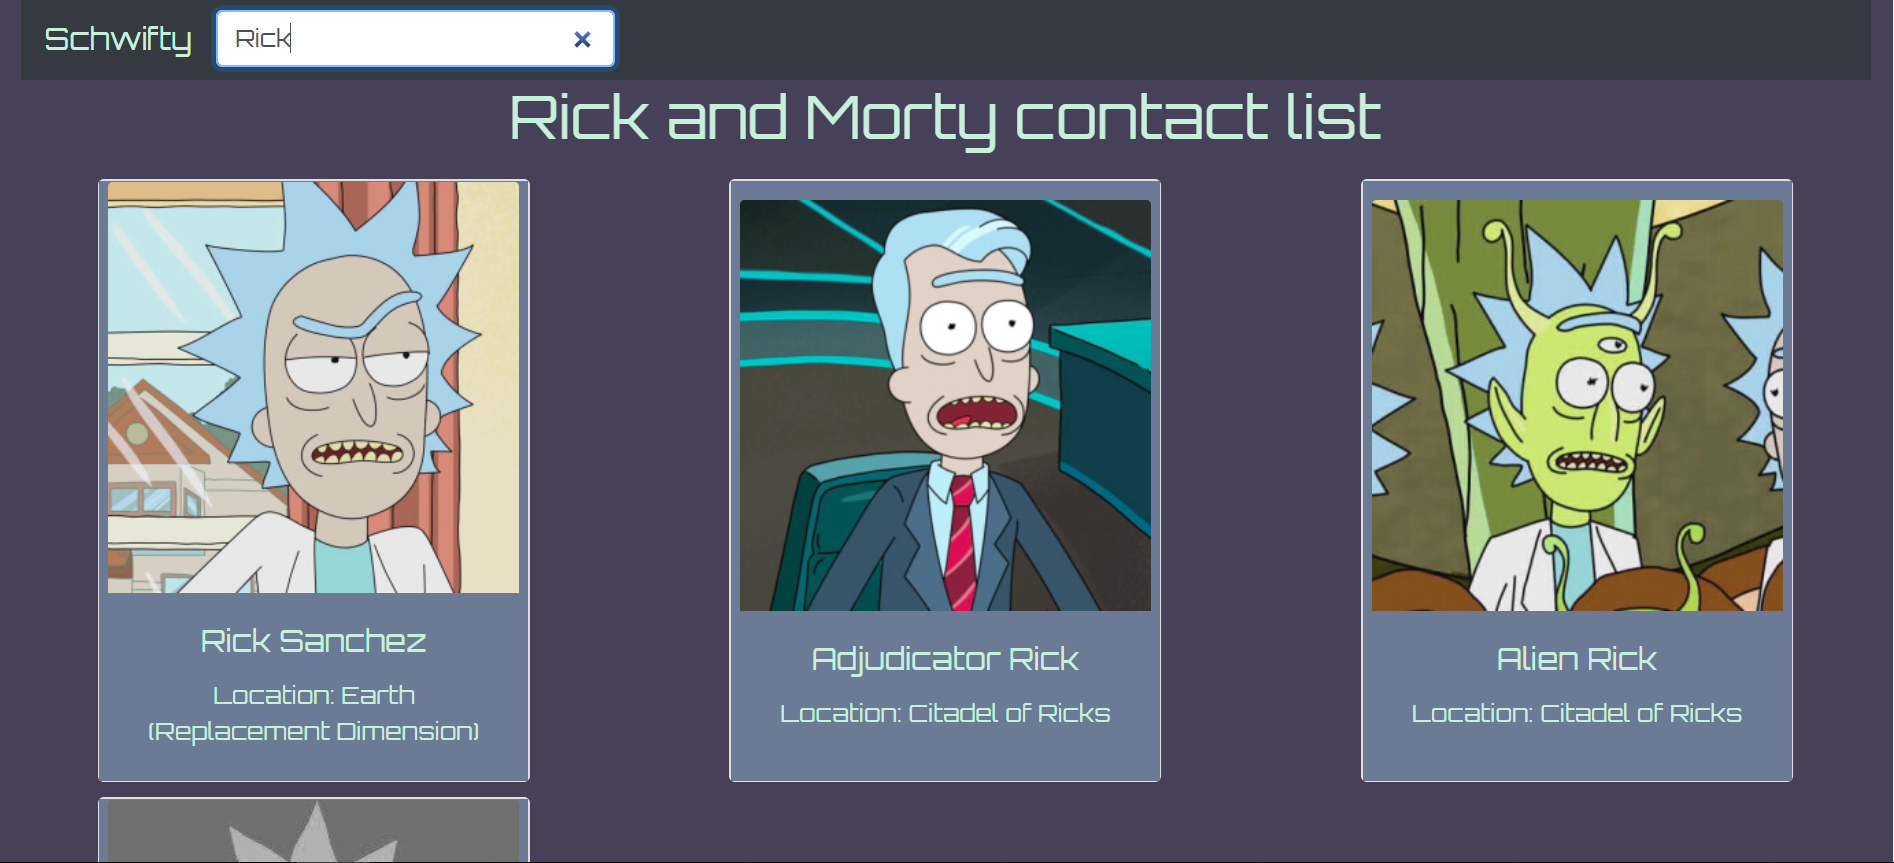 Schwifty
Rick
Rick and Morty contact list
Rick Sanchez
Location: Earth
(Replacement Dimension)
Adjudicator Rick
Location: Citadel of Ricks
Alien Rick
Location: Citadel of Ricks